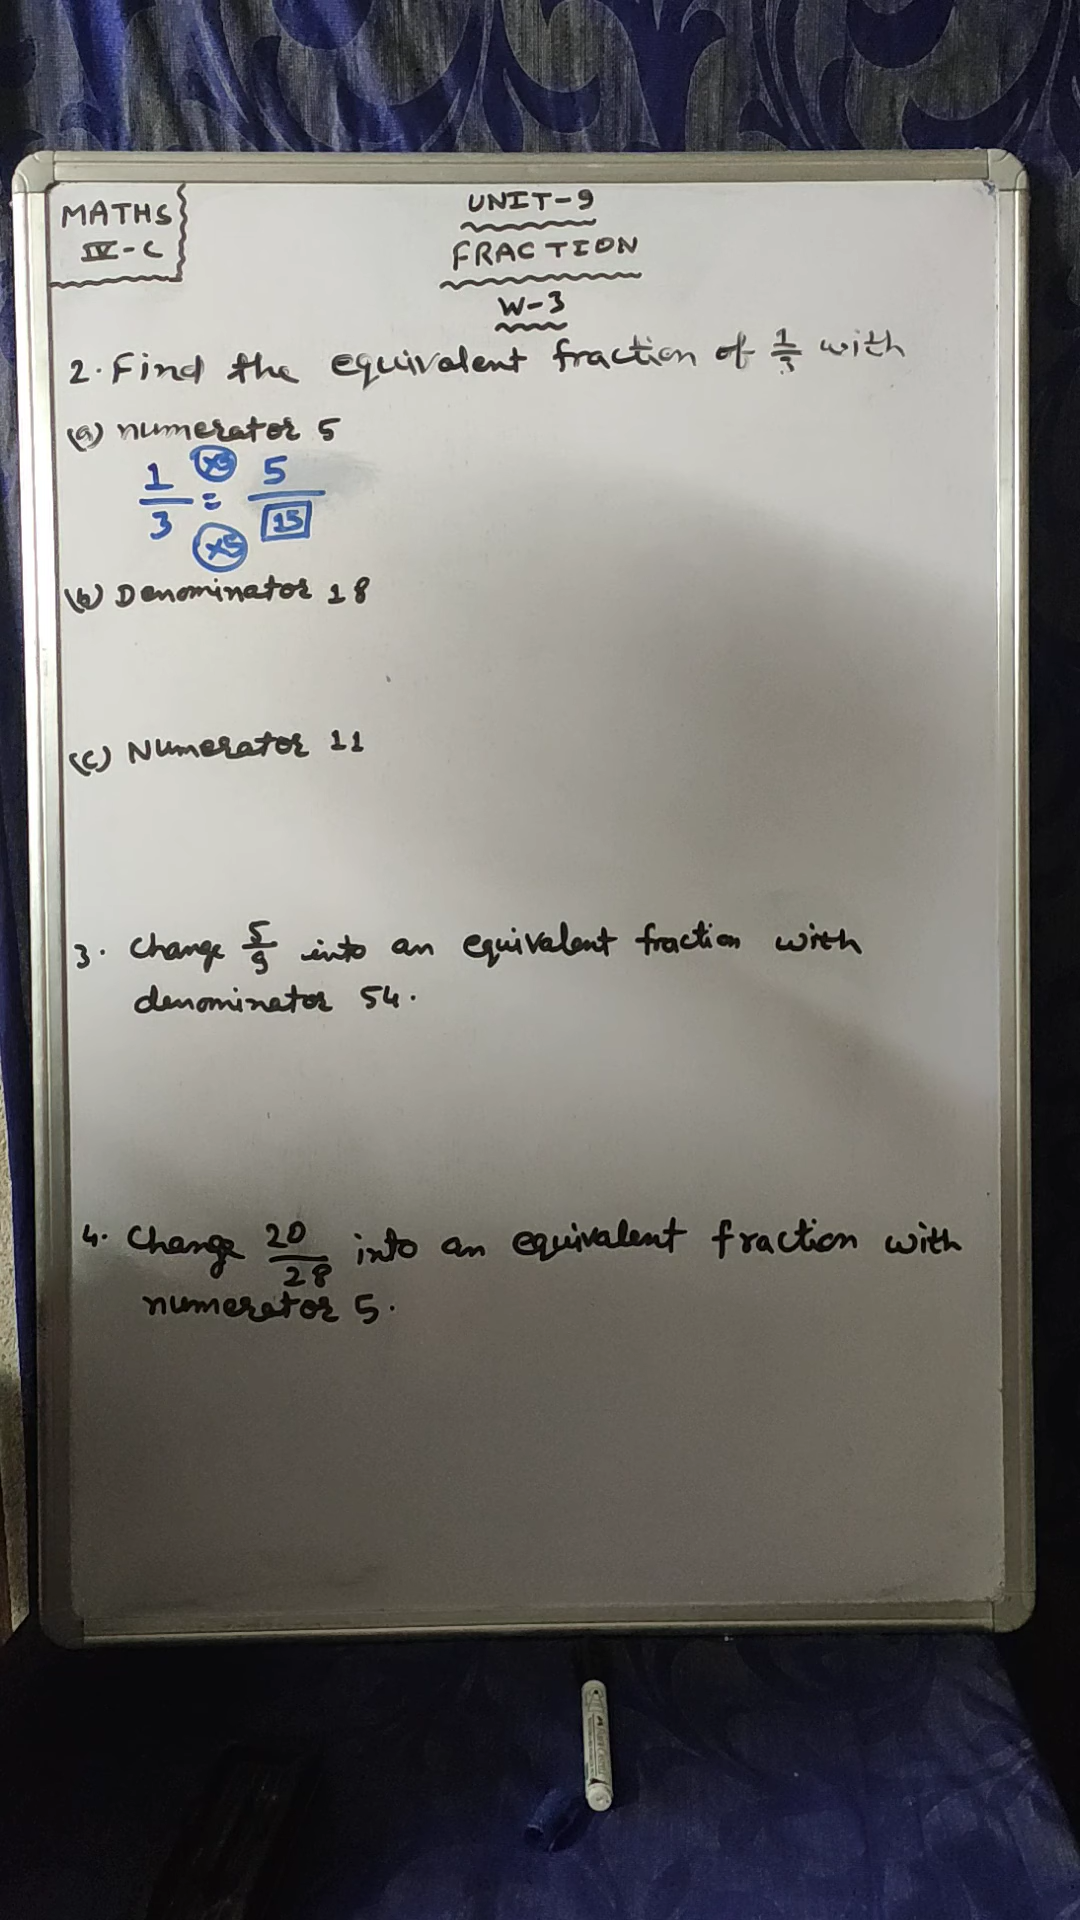 MATHS
IV-C
UNIT-9
FRACTION
W-3
2. Find the equivalent fraction of 1/3 with
(a) numerator 5
1/3 = 5/15
×5
×5
(b) Denominator 18
(c) Numerator 11
3. Change 5/9 into an equivalent fraction with
denominator 54.
4. Change 20/28 into an equivalent fraction with
numerator 5.